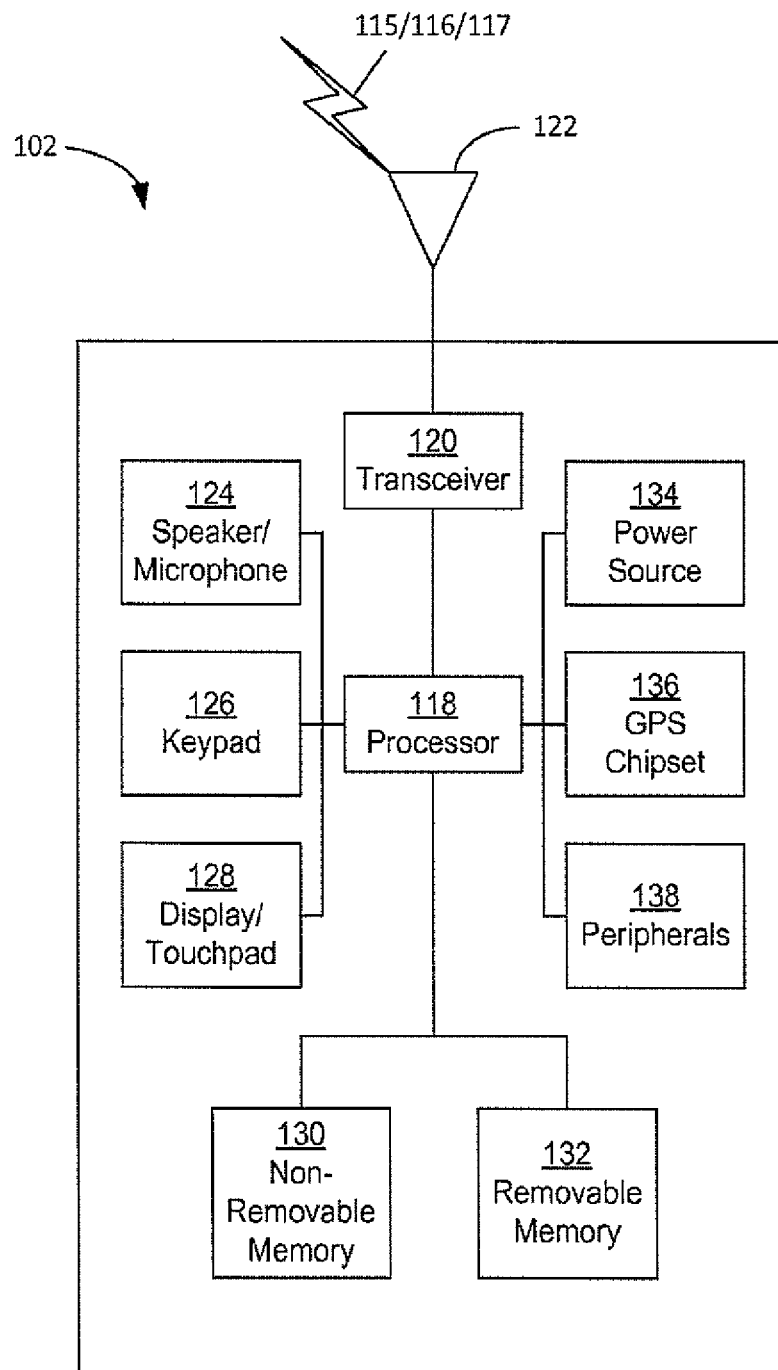 115/116/117
122
102
120
Transceiver
124
Speaker/
Microphone
134
Power
Source
126
Keypad
118
Processor
136
GPS
Chipset
128
Display/
Touchpad
138
Peripherals
130
Non-
Removable
Memory
132
Removable
Memory